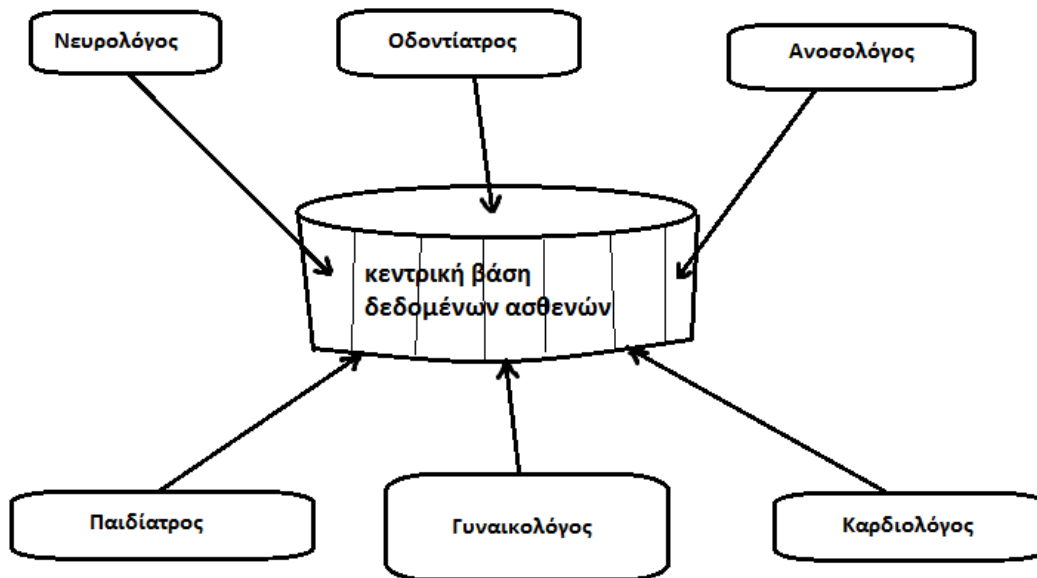 Νευρολόγος
Οδοντίατρος
Ανοσολόγος
κεντρική βάση
δεδομένων ασθενών
Παιδίατρος
Γυναικολόγος
Καρδιολόγος